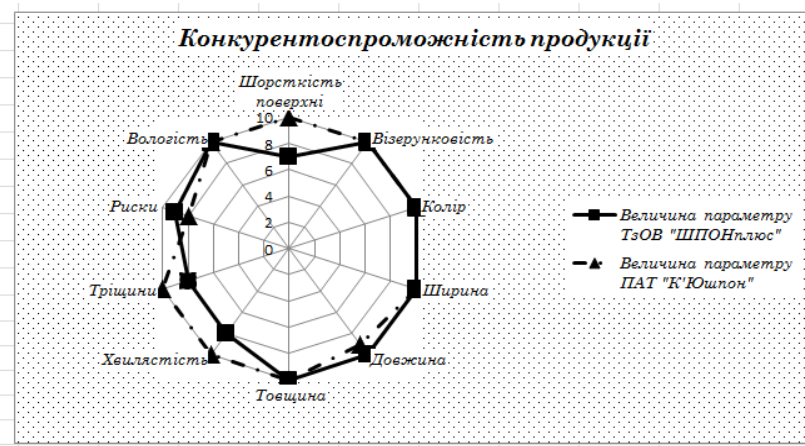 Конкурентоспроможність продукції
Шорсткість
поверхні
10
8
6
4
2
0
Візерунковість
Колір
Ширина
Довжина
Товщина
Хвилястість
Тріщини
Риски
Вологість
Величина параметру
ТзОВ "ШПОНплюс"
Величина параметру
ПАТ "К'Юшпон"